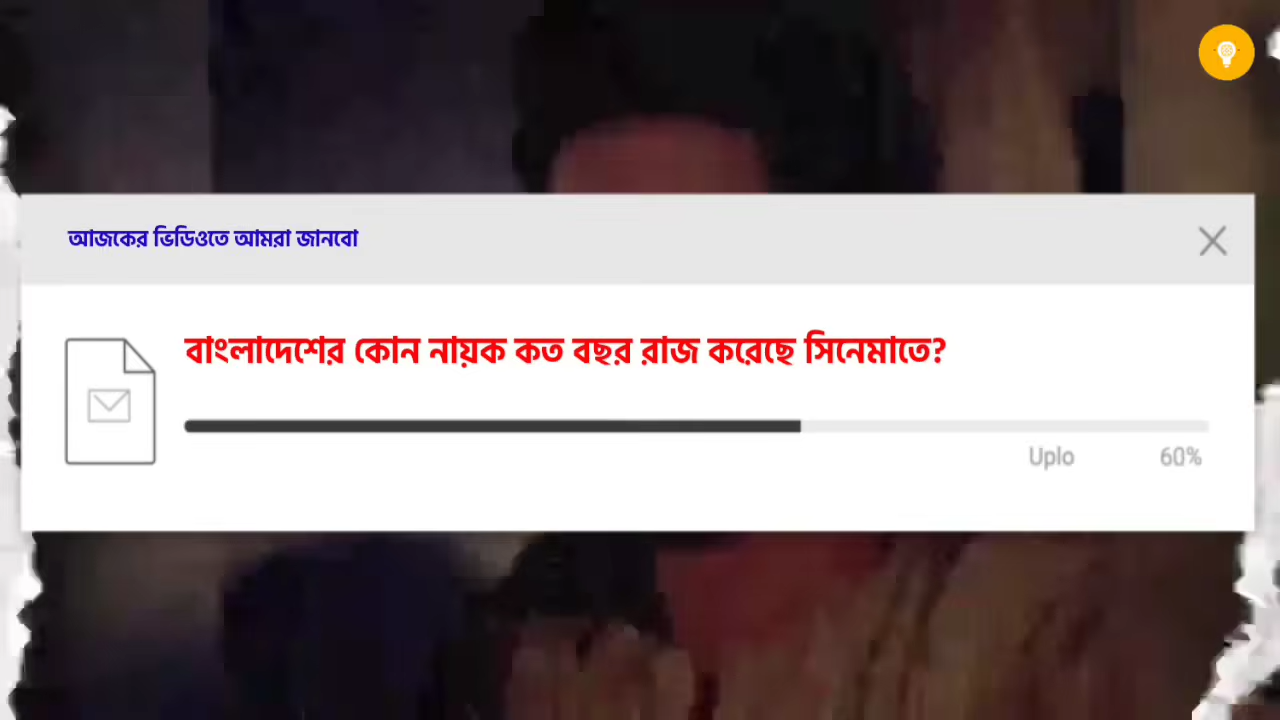 আজকের ভিডিওতে আমরা জানবো
বাংলাদেশের কোন নায়ক কত বছর রাজ করেছে সিনেমাতে?
Uplo 60%